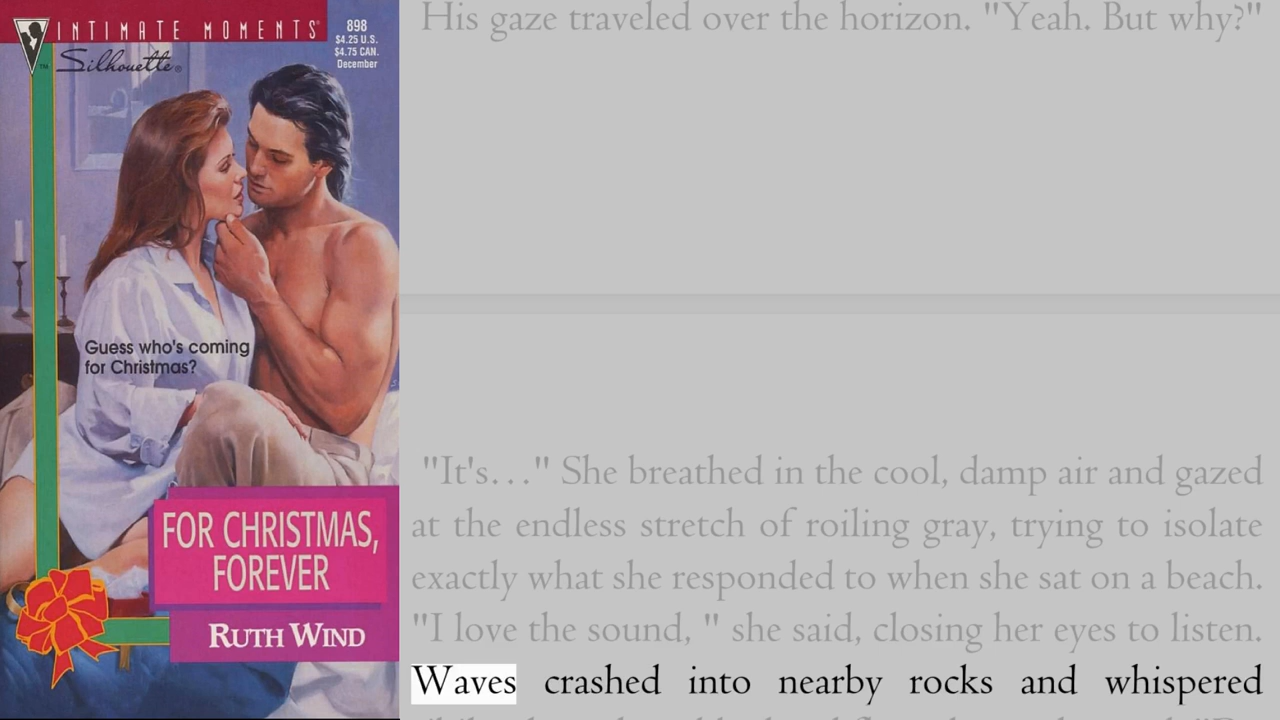 INTIMATE MOMENTS®
898
$4.25 U.S.
$4.75 CAN.
December
™
Silhouette®
Guess who's coming
for Christmas?
FOR CHRISTMAS,
FOREVER
RUTH WIND
His gaze traveled over the horizon. "Yeah. But why?"
"It's…" She breathed in the cool, damp air and gazed
at the endless stretch of roiling gray, trying to isolate
exactly what she responded to when she sat on a beach.
"I love the sound, " she said, closing her eyes to listen.
Waves crashed into nearby rocks and whispered